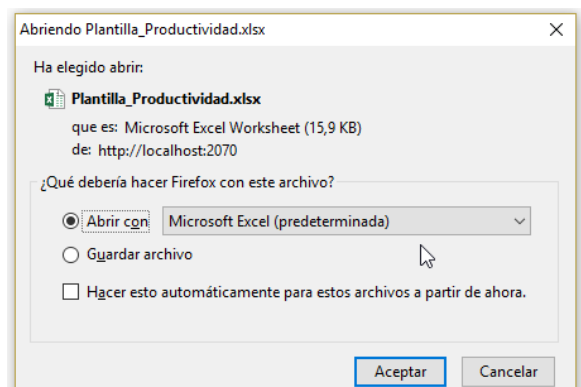 Abriendo Plantilla_Productividad.xlsx
Ha elegido abrir:
Plantilla_Productividad.xlsx
que es: Microsoft Excel Worksheet (15,9 KB)
de: http://localhost:2070
¿Qué debería hacer Firefox con este archivo?
Abrir con Microsoft Excel (predeterminada)
Guardar archivo
Hacer esto automáticamente para estos archivos a partir de ahora.
Aceptar Cancelar